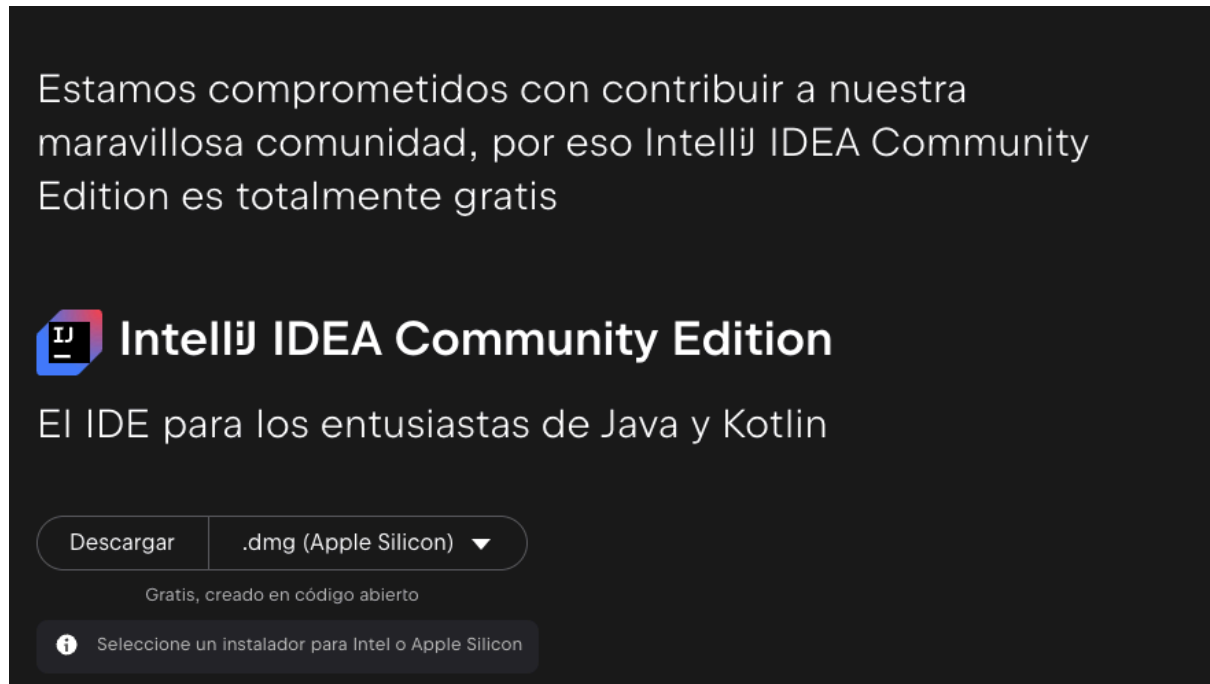 Estamos comprometidos con contribuir a nuestra
maravillosa comunidad, por eso IntelliJ IDEA Community
Edition es totalmente gratis
IJ
IntelliJ IDEA Community Edition
El IDE para los entusiastas de Java y Kotlin
Descargar .dmg (Apple Silicon)
Gratis, creado en código abierto
Seleccione un instalador para Intel o Apple Silicon